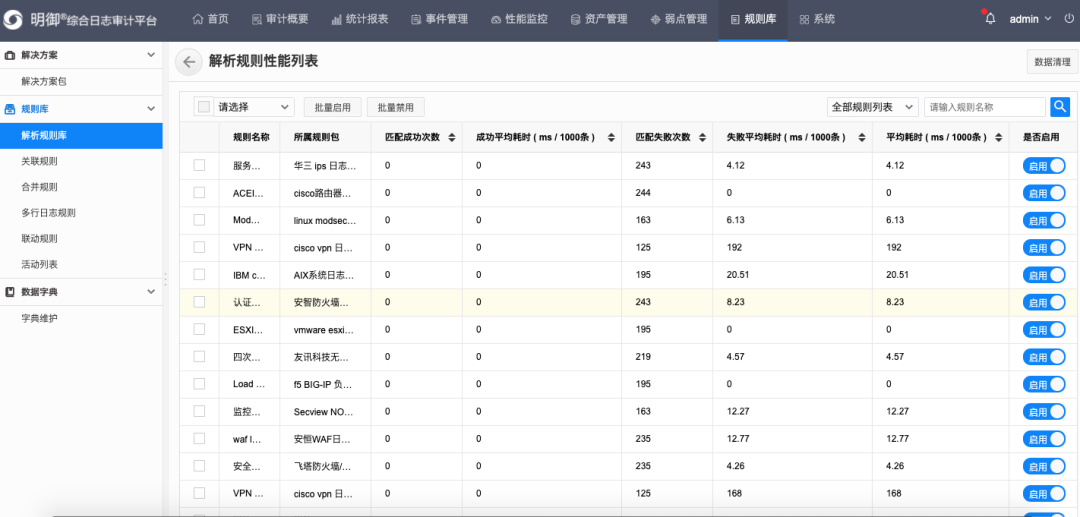 明御®综合日志审计平台 首页 审计概要 统计报表 事件管理 性能监控 资产管理 弱点管理 规则库 系统 admin
解决方案
解决方案包
规则库
解析规则库
关联规则
合并规则
多行日志规则
联动规则
活动列表
数据字典
字典维护
解析规则性能列表 数据清理
请选择 批量启用 批量禁用 全部规则列表 请输入规则名称
规则名称 所属规则包 匹配成功次数 成功平均耗时 ( ms / 1000条 ) 匹配失败次数 失败平均耗时 ( ms / 1000条 ) 平均耗时 ( ms / 1000条 ) 是否启用
服务... 华三 ips 日志... 0 0 243 4.12 4.12 启用
ACEI... cisco路由器... 0 0 244 0 0 启用
Mod... linux modsec... 0 0 163 6.13 6.13 启用
VPN ... cisco vpn 日... 0 0 125 192 192 启用
IBM c... AIX系统日志... 0 0 195 20.51 20.51 启用
认证... 安智防火墙... 0 0 243 8.23 8.23 启用
ESXI... vmware esxi... 0 0 195 0 0 启用
四次... 友讯科技无... 0 0 219 4.57 4.57 启用
Load ... f5 BIG-IP 负... 0 0 195 0 0 启用
监控... Secview NO... 0 0 163 12.27 12.27 启用
waf l... 安恒WAF日... 0 0 235 12.77 12.77 启用
安全... 飞塔防火墙/... 0 0 235 4.26 4.26 启用
VPN ... cisco vpn 日... 0 0 125 168 168 启用